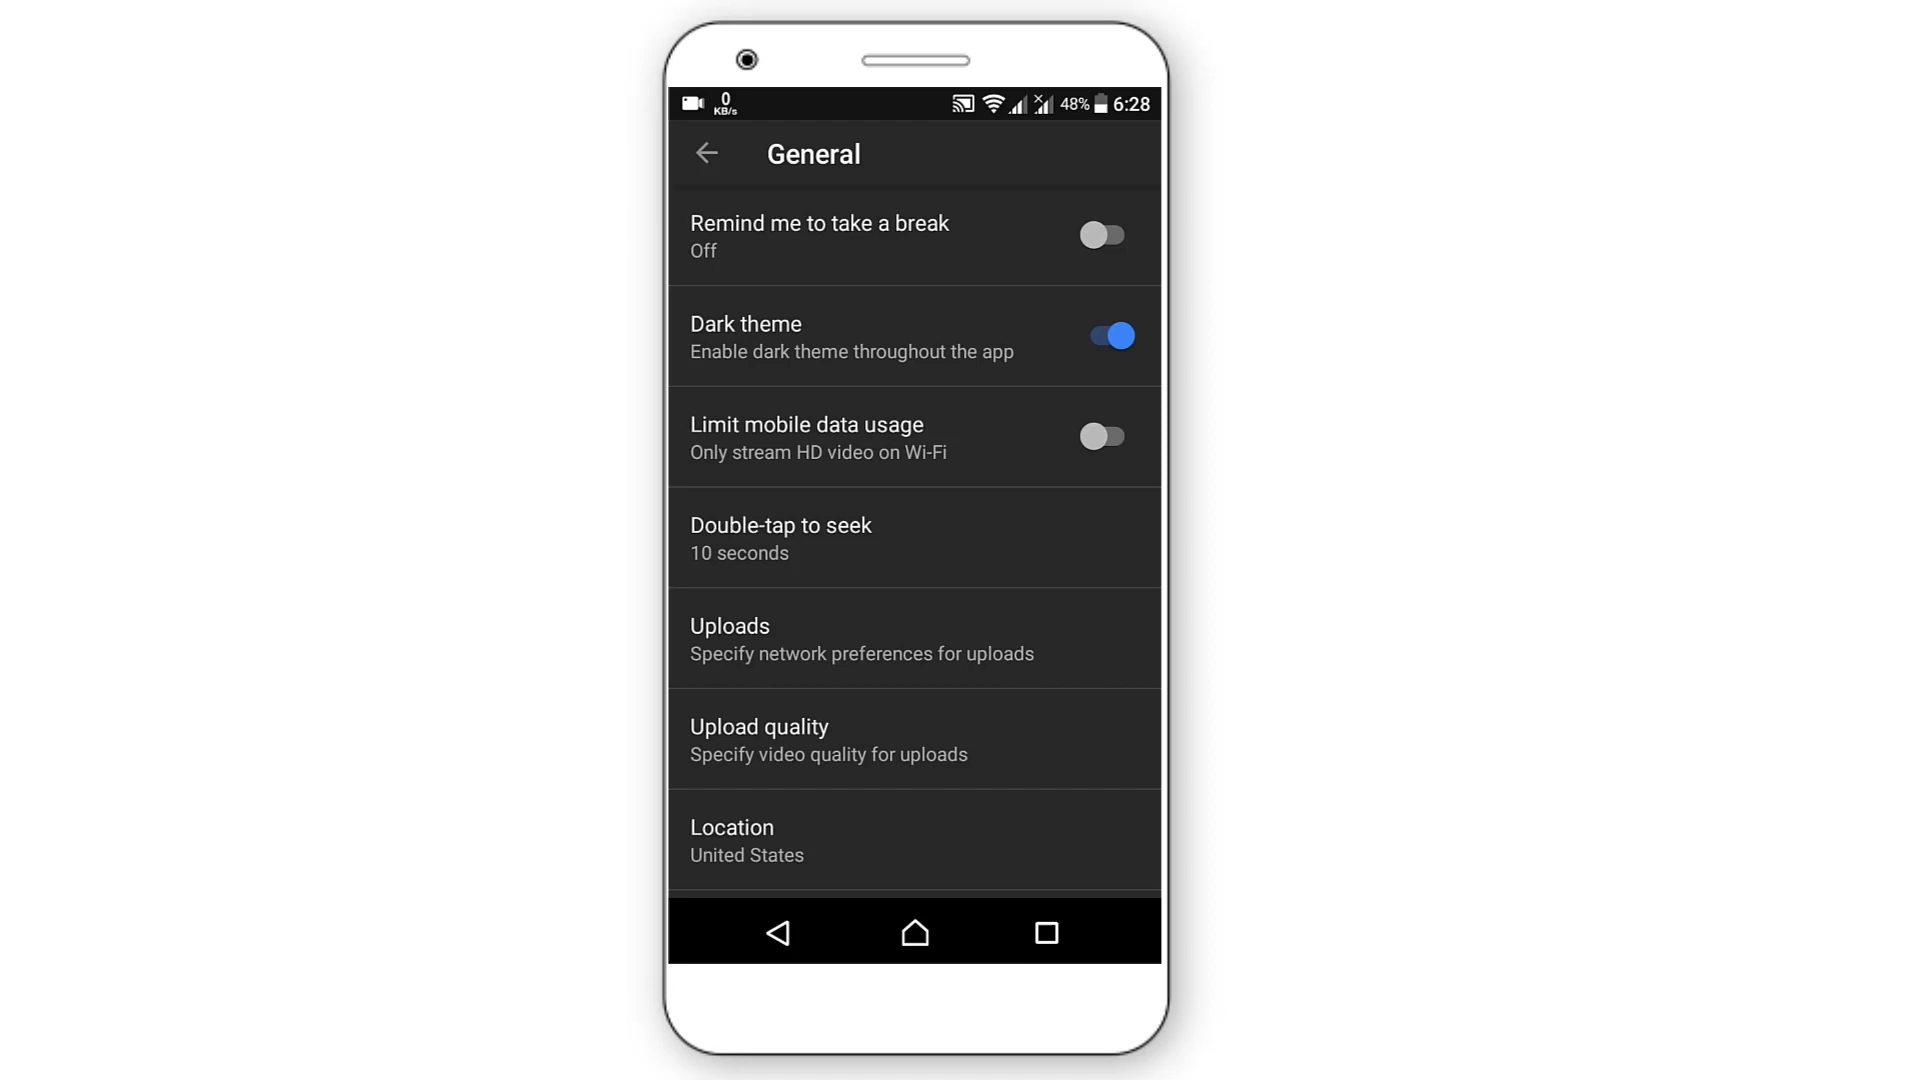 0
KB/s
48% 6:28
General
Remind me to take a break
Off
Dark theme
Enable dark theme throughout the app
Limit mobile data usage
Only stream HD video on Wi-Fi
Double-tap to seek
10 seconds
Uploads
Specify network preferences for uploads
Upload quality
Specify video quality for uploads
Location
United States